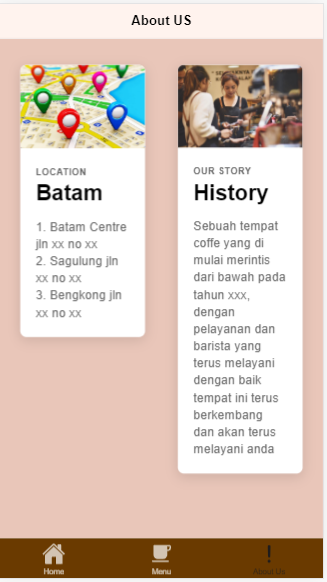 About US
LOCATION
Batam
1. Batam Centre
jln xx no xx
2. Sagulung jln
xx no xx
3. Bengkong jln
xx no xx
OUR STORY
History
Sebuah tempat
coffe yang di
mulai merintis
dari bawah pada
tahun xxx,
dengan
pelayanan dan
barista yang
terus melayani
dengan baik
tempat ini terus
berkembang
dan akan terus
melayani anda
Home
Menu
About Us